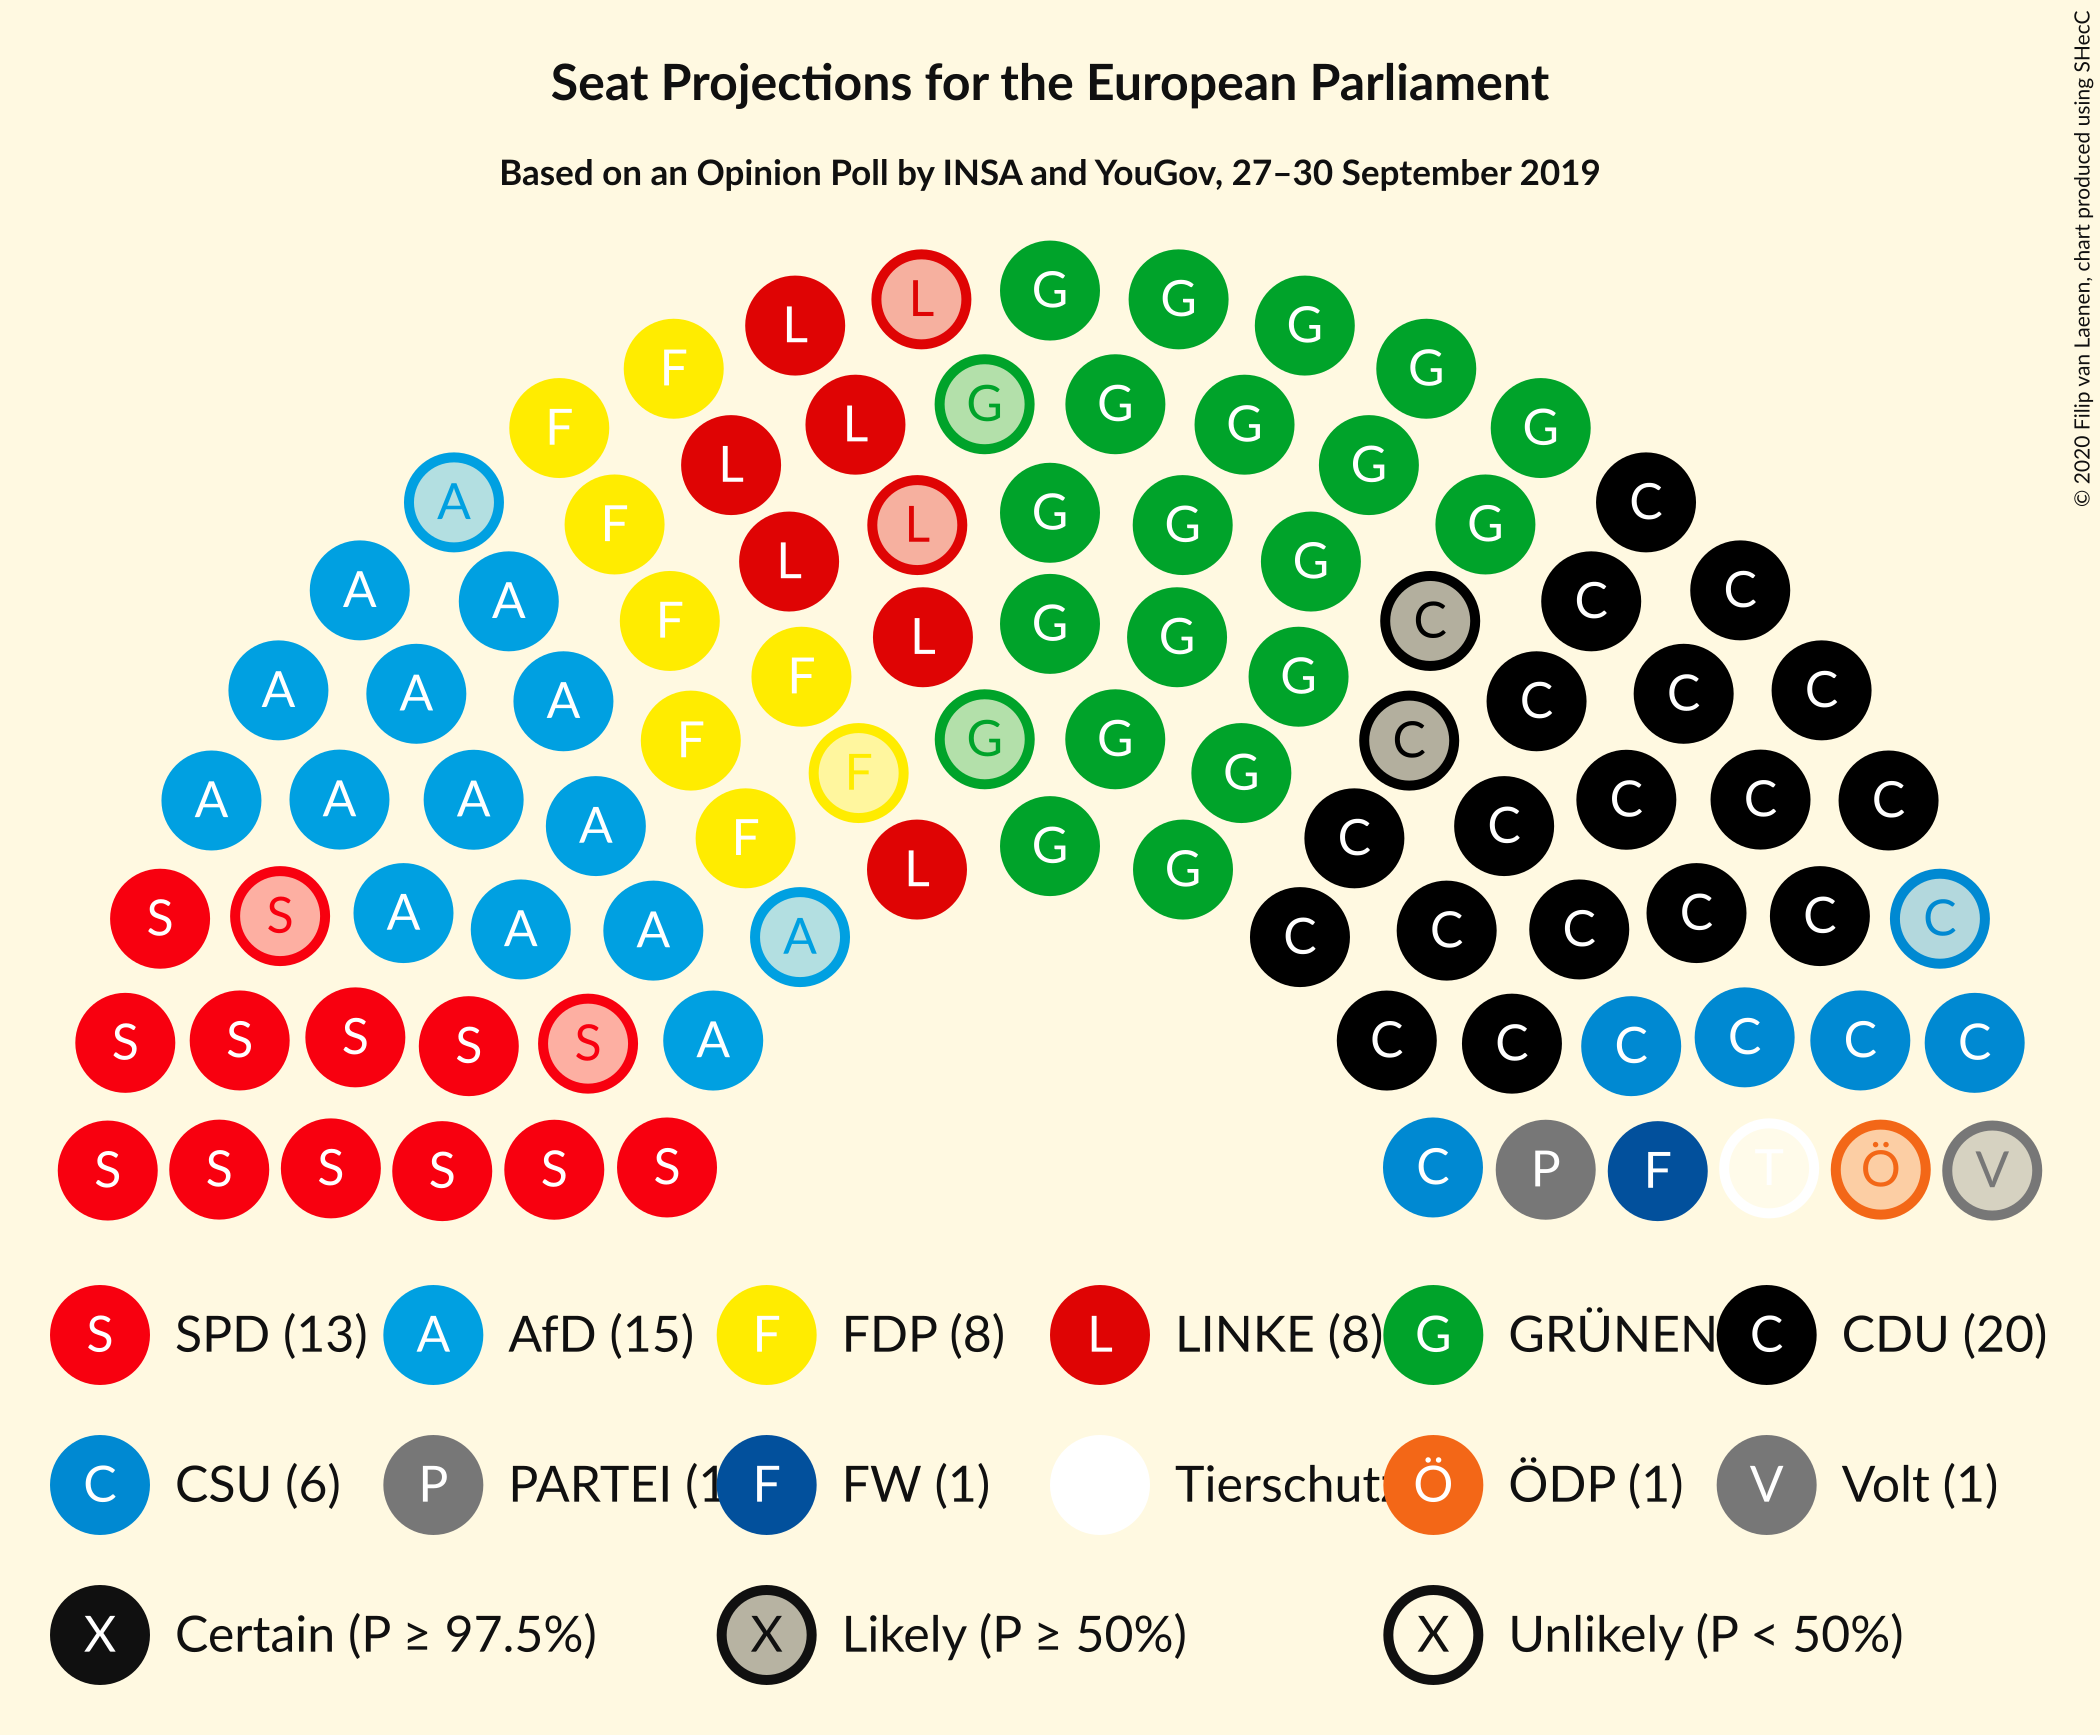 Seat Projections for the European Parliament
Based on an Opinion Poll by INSA and YouGov, 27–30 September 2019
© 2020 Filip van Laenen, chart produced using SHecC
L G G G
L G
F G
F L G G G G
L G
A F L G G C
F L G C
A A L G C C C
F L G G
A A A F G C C C
F G G C
A A A F G C C C
A F G C C
F G C
S S A L G G C C C
A A A C C C C
S S S S S A C C C C C C
S S S S S S C P F T Ö V
S SPD (13) A AfD (15) F FDP (8) L LINKE (8) G GRÜNEN C CDU (20)
C CSU (6) P PARTEI (1 F FW (1) Tierschutz Ö ÖDP (1) V Volt (1)
X Certain (P ≥ 97.5%) X Likely (P ≥ 50%) X Unlikely (P < 50%)